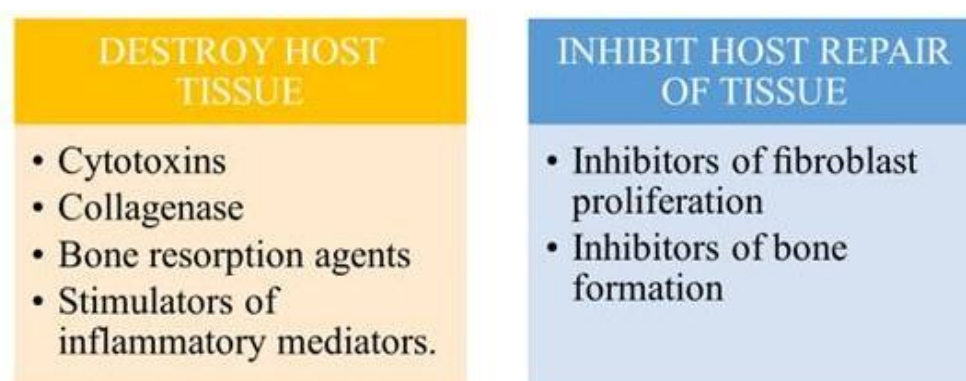 DESTROY HOST
TISSUE
• Cytotoxins
• Collagenase
• Bone resorption agents
• Stimulators of
inflammatory mediators.
INHIBIT HOST REPAIR
OF TISSUE
• Inhibitors of fibroblast
proliferation
• Inhibitors of bone
formation